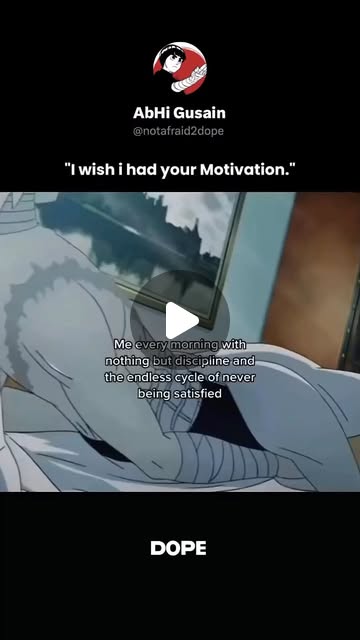 AbHi Gusain
@notafraid2dope
"I wish i had your Motivation."
Me every morning with
nothing but discipline and
the endless cycle of never
being satisfied
DOPE